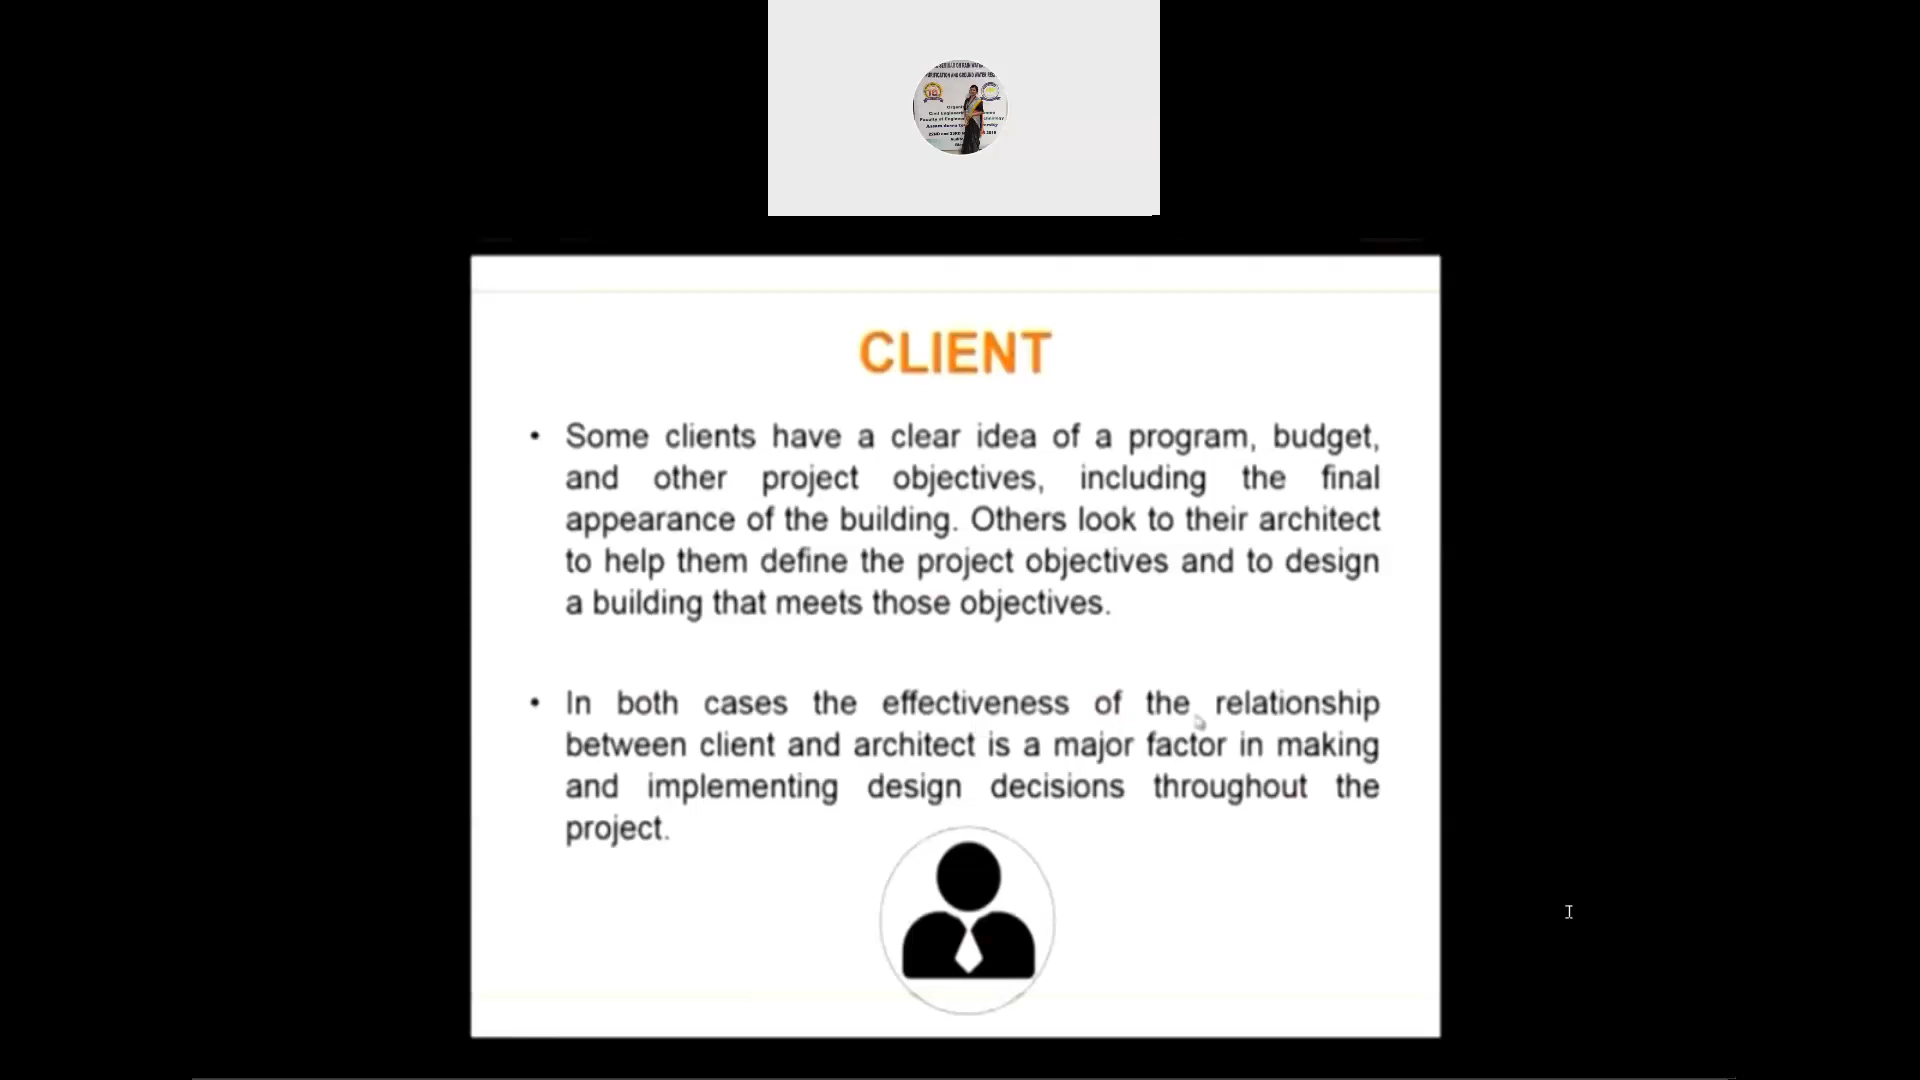 CLIENT
• Some clients have a clear idea of a program, budget,
and other project objectives, including the final
appearance of the building. Others look to their architect
to help them define the project objectives and to design
a building that meets those objectives.
• In both cases the effectiveness of the relationship
between client and architect is a major factor in making
and implementing design decisions throughout the
project.